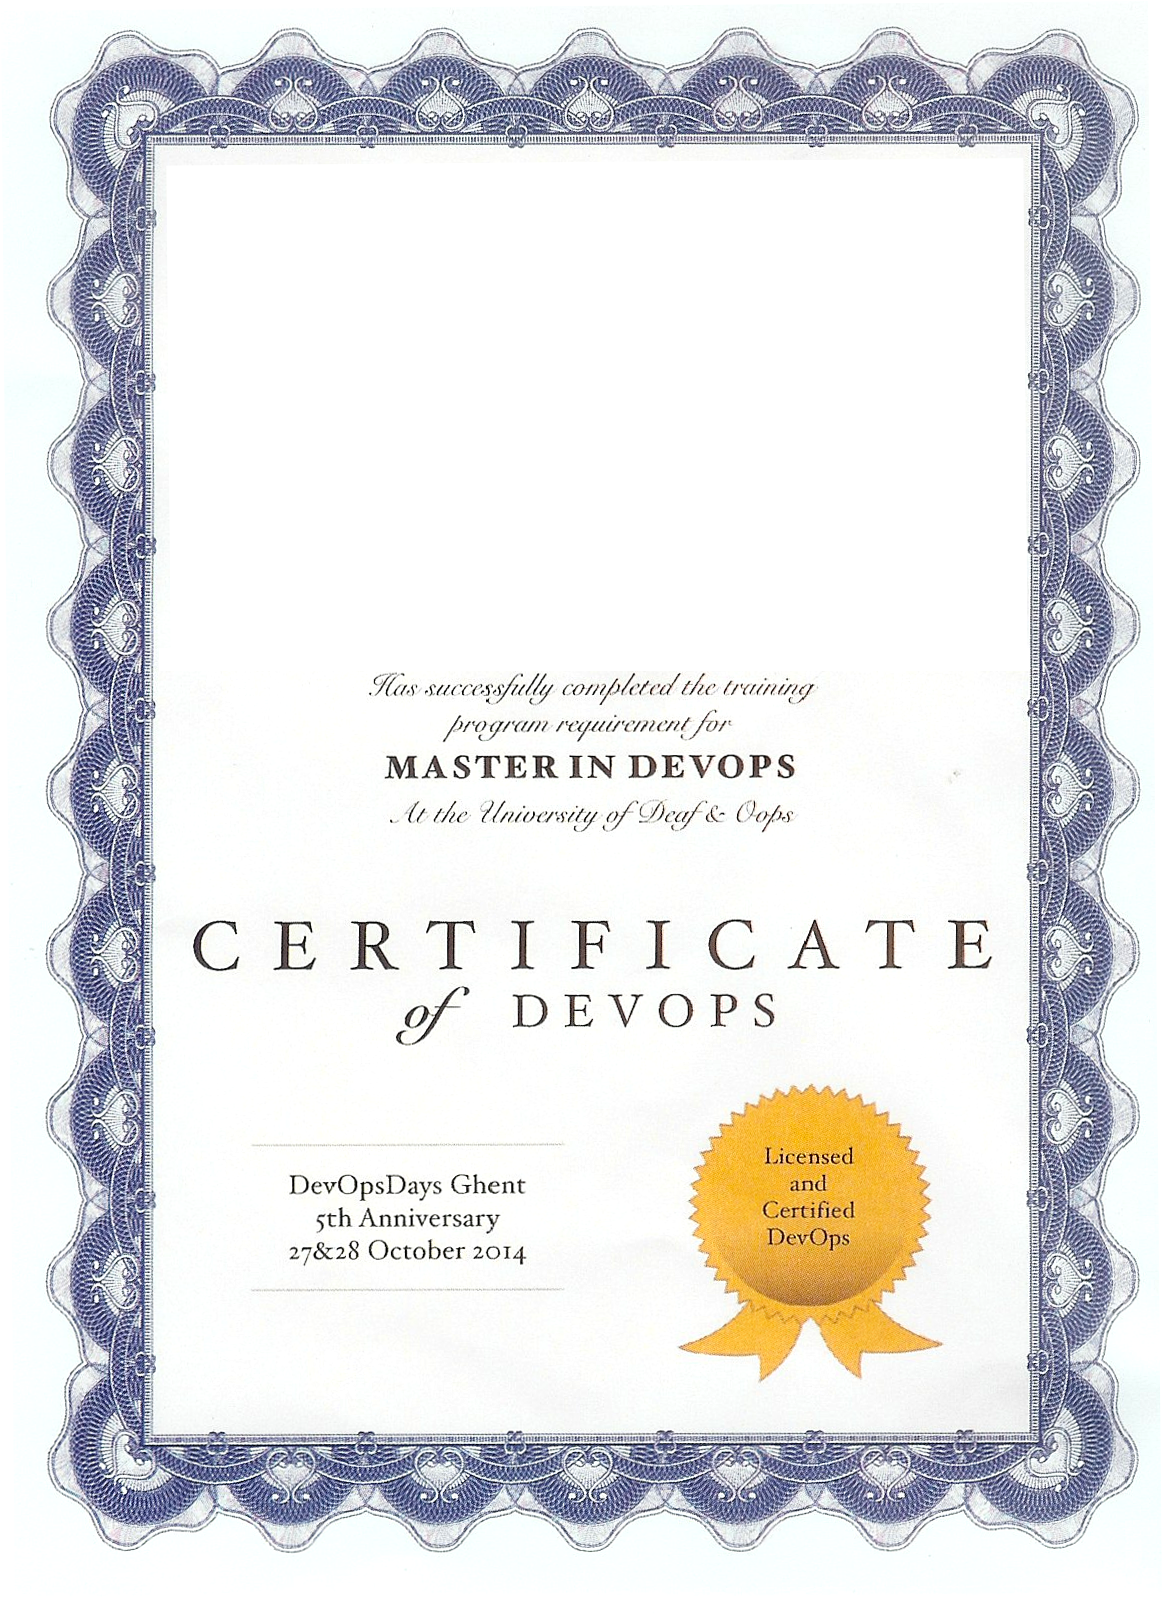 Has successfully completed the training
program requirement for
MASTER IN DEVOPS
At the University of Deaf & Oops
CERTIFICATE
of DEVOPS
DevOpsDays Ghent
5th Anniversary
27&28 October 2014
Licensed
and
Certified
DevOps